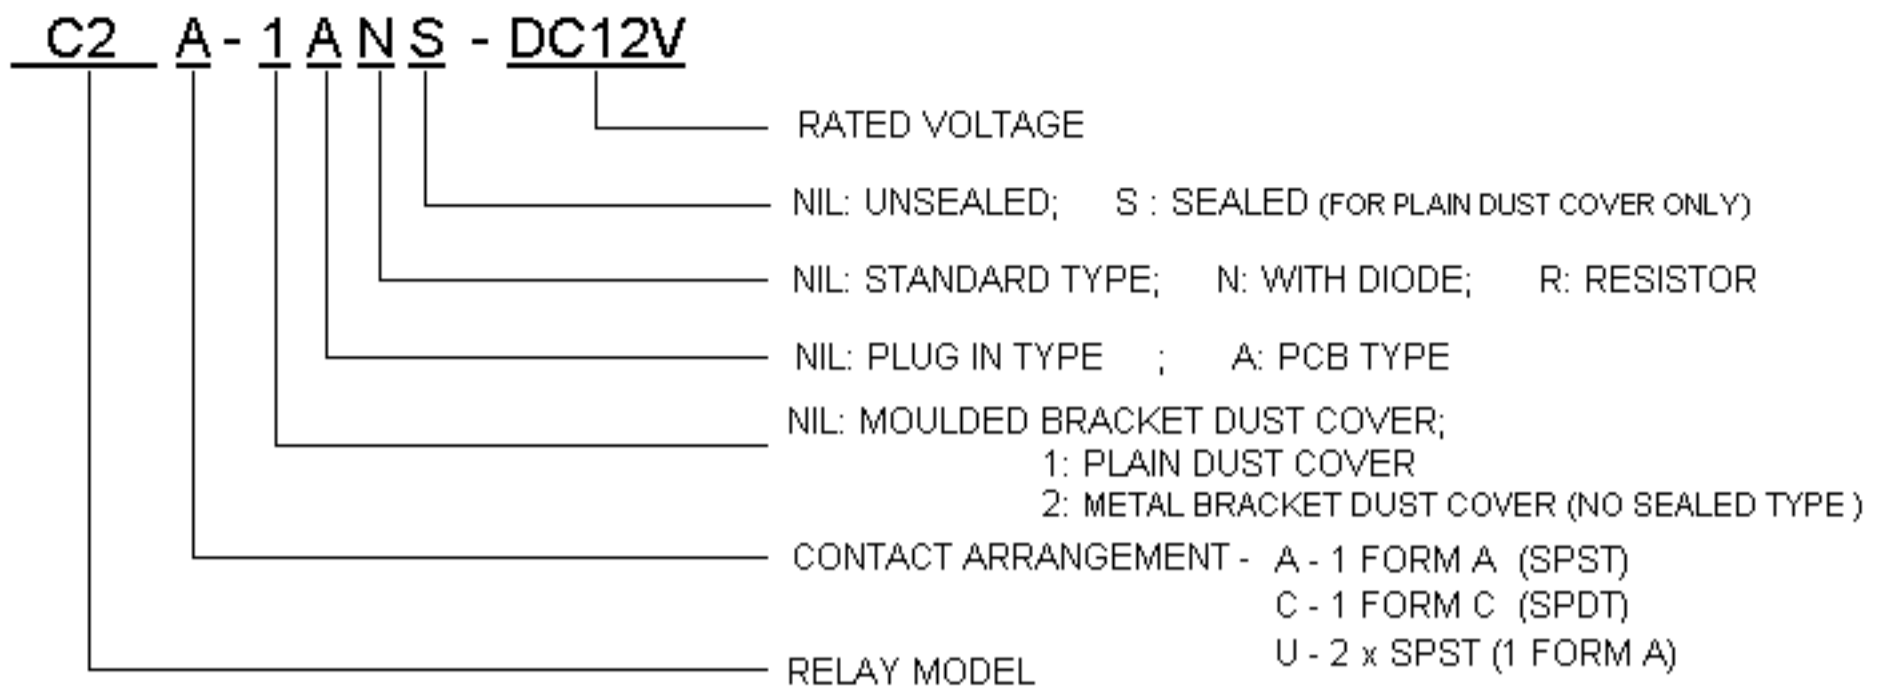 C2 A - 1 A N S - DC12V
RATED VOLTAGE
NIL: UNSEALED; S : SEALED (FOR PLAIN DUST COVER ONLY)
NIL: STANDARD TYPE; N: WITH DIODE; R: RESISTOR
NIL: PLUG IN TYPE ; A: PCB TYPE
NIL: MOULDED BRACKET DUST COVER;
1: PLAIN DUST COVER
2: METAL BRACKET DUST COVER (NO SEALED TYPE )
CONTACT ARRANGEMENT - A - 1 FORM A (SPST)
C - 1 FORM C (SPDT)
U - 2 x SPST (1 FORM A)
RELAY MODEL